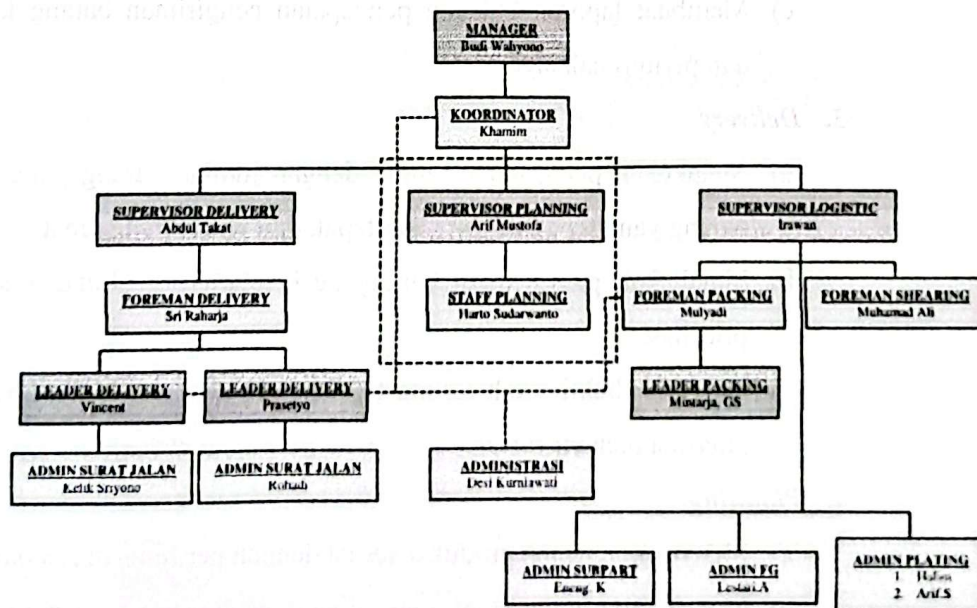 MANAGER
Budi Wahyono
KOORDINATOR
Khamim
SUPERVISOR DELIVERY
Abdul Takat
SUPERVISOR PLANNING
Arif Mustofa
SUPERVISOR LOGISTIC
Irawan
FOREMAN DELIVERY
Sri Raharja
STAFF PLANNING
Harto Sudarwanto
FOREMAN PACKING
Mulyadi
FOREMAN SHEARING
Muhamad Ali
LEADER DELIVERY
Vincent
LEADER DELIVERY
Prasetyo
LEADER PACKING
Mustarja, GS
ADMIN SURAT JALAN
Sriyono
ADMIN SURAT JALAN
Rohadi
ADMINISTRASI
Desi Kurniawati
ADMIN SUBPART
K
ADMIN FG
Lestari.A
ADMIN PLATING
1.
2. Arif.S